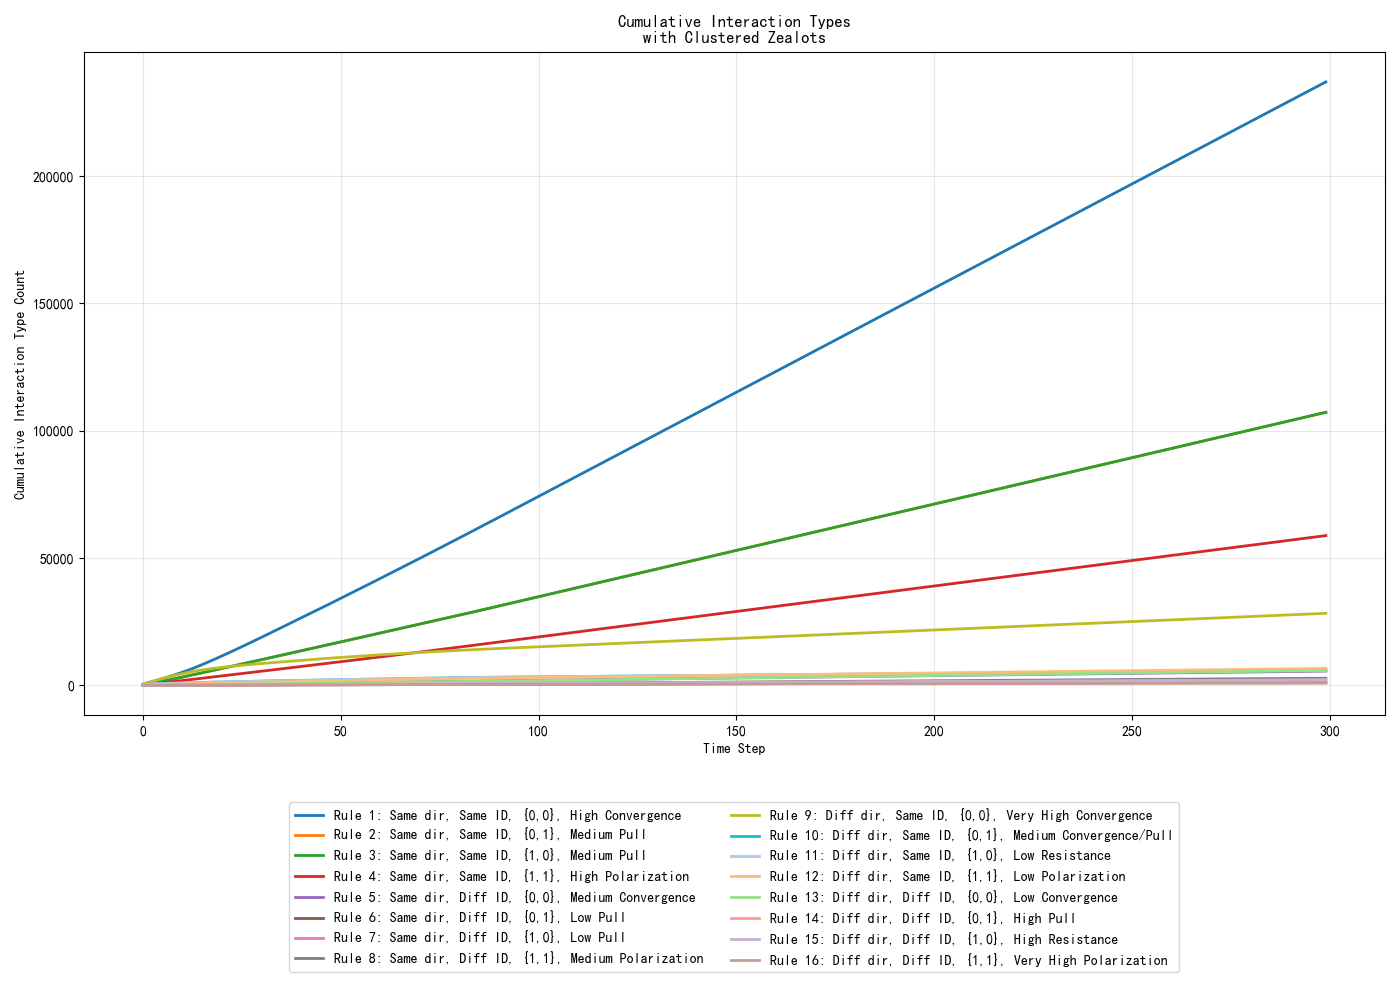 Cumulative Interaction Types
with Clustered Zealots
Cumulative Interaction Type Count
200000
150000
100000
50000
0
0
50
100
150
200
250
300
Time Step
Rule 1: Same dir, Same ID, {0,0}, High Convergence
Rule 2: Same dir, Same ID, {0,1}, Medium Pull
Rule 3: Same dir, Same ID, {1,0}, Medium Pull
Rule 4: Same dir, Same ID, {1,1}, High Polarization
Rule 5: Same dir, Diff ID, {0,0}, Medium Convergence
Rule 6: Same dir, Diff ID, {0,1}, Low Pull
Rule 7: Same dir, Diff ID, {1,0}, Low Pull
Rule 8: Same dir, Diff ID, {1,1}, Medium Polarization
Rule 9: Diff dir, Same ID, {0,0}, Very High Convergence
Rule 10: Diff dir, Same ID, {0,1}, Medium Convergence/Pull
Rule 11: Diff dir, Same ID, {1,0}, Low Resistance
Rule 12: Diff dir, Same ID, {1,1}, Low Polarization
Rule 13: Diff dir, Diff ID, {0,0}, Low Convergence
Rule 14: Diff dir, Diff ID, {0,1}, High Pull
Rule 15: Diff dir, Diff ID, {1,0}, High Resistance
Rule 16: Diff dir, Diff ID, {1,1}, Very High Polarization